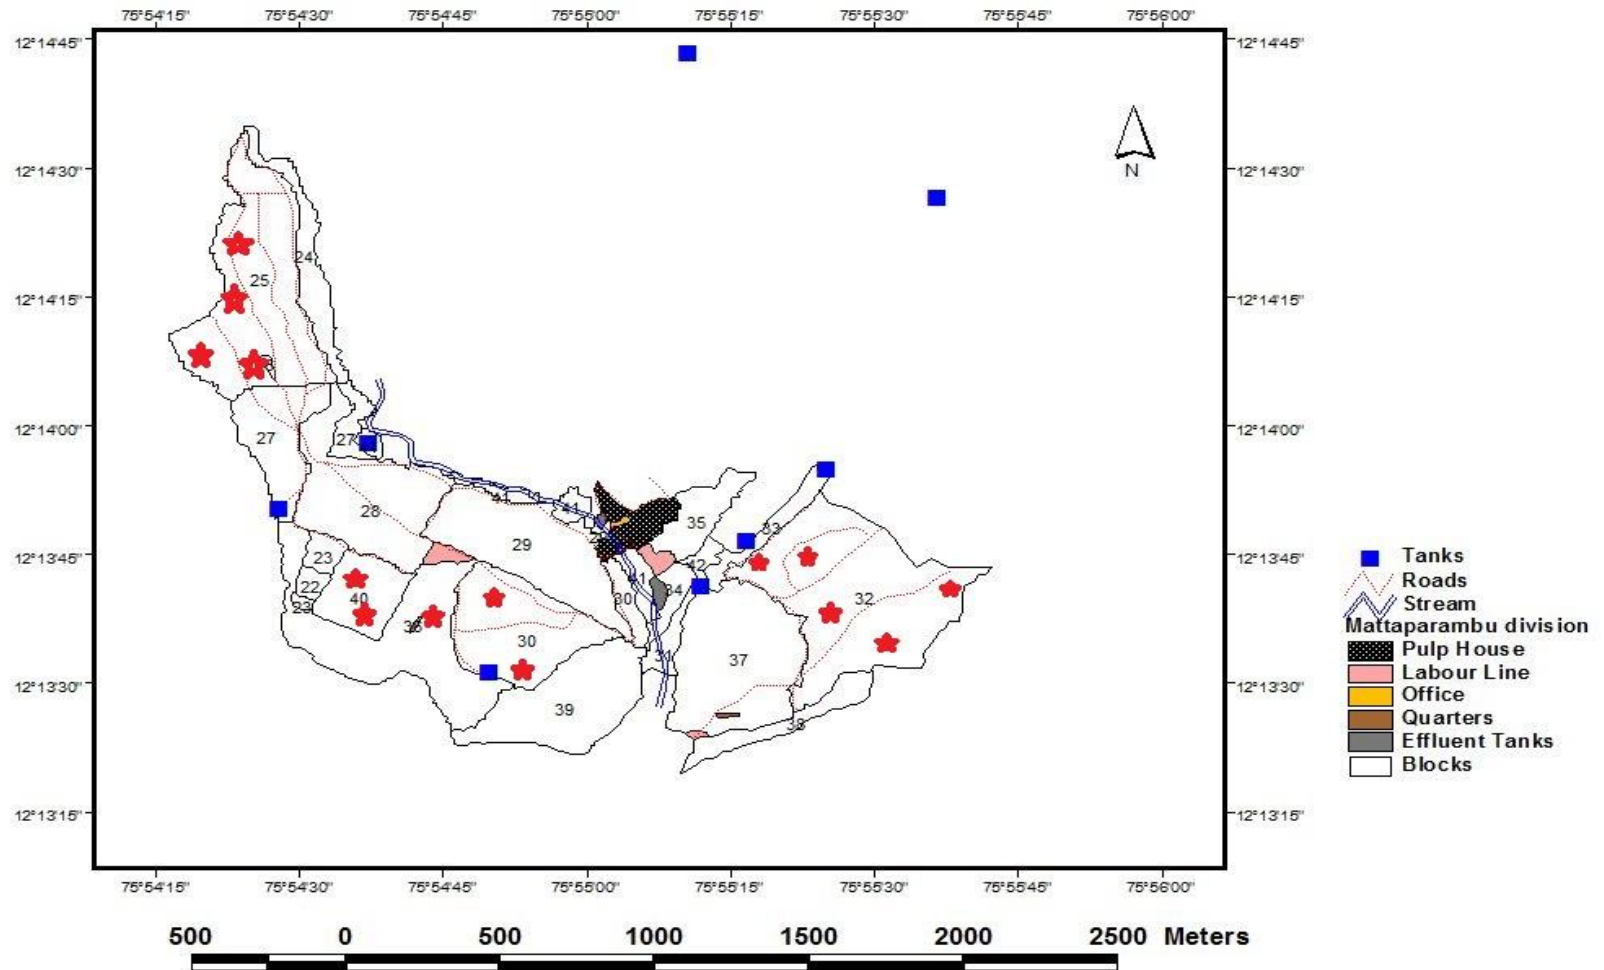 75°54'15" 75°54'30" 75°54'45" 75°55'00" 75°55'15" 75°55'30" 75°55'45" 75°56'00"
12°14'45" 12°14'45"
12°14'30" 12°14'30"
N
24
25
12°14'15" 12°14'15"
12°14'00" 12°14'00"
27 27
41 41
28 35 33
29
12°13'45" 12°13'45"
23 42
22 41 34
23 40 30 32
36
30
31 37
12°13'30" 12°13'30"
39
38
12°13'15" 12°13'15"
75°54'15" 75°54'30" 75°54'45" 75°55'00" 75°55'15" 75°55'30" 75°55'45" 75°56'00"
Tanks
Roads
Stream
Mattaparambu division
Pulp House
Labour Line
Office
Quarters
Effluent Tanks
Blocks
500 0 500 1000 1500 2000 2500 Meters